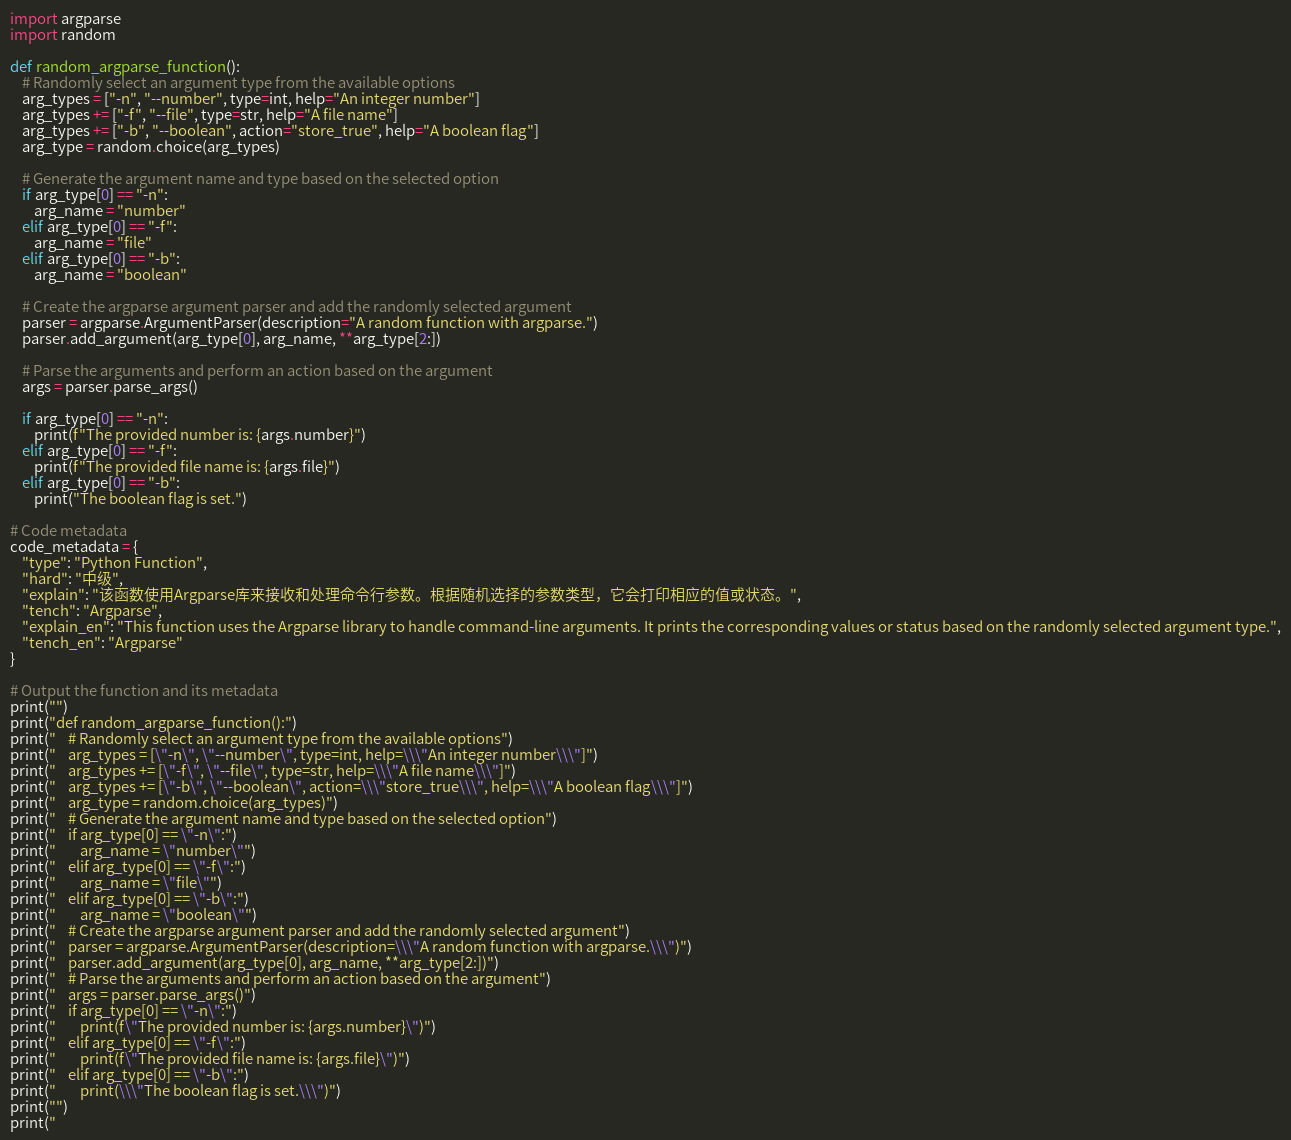 import argparse
import random
def random_argparse_function():
# Randomly select an argument type from the available options
arg_types = ["-n", "--number", type=int, help="An integer number"]
arg_types += ["-f", "--file", type=str, help="A file name"]
arg_types += ["-b", "--boolean", action="store_true", help="A boolean flag"]
arg_type = random.choice(arg_types)
# Generate the argument name and type based on the selected option
if arg_type[0] == "-n":
arg_name = "number"
elif arg_type[0] == "-f":
arg_name = "file"
elif arg_type[0] == "-b":
arg_name = "boolean"
# Create the argparse argument parser and add the randomly selected argument
parser = argparse.ArgumentParser(description="A random function with argparse.")
parser.add_argument(arg_type[0], arg_name, **arg_type[2:])
# Parse the arguments and perform an action based on the argument
args = parser.parse_args()
if arg_type[0] == "-n":
print(f"The provided number is: {args.number}")
elif arg_type[0] == "-f":
print(f"The provided file name is: {args.file}")
elif arg_type[0] == "-b":
print("The boolean flag is set.")
# Code metadata
code_metadata = {
"type": "Python Function",
"hard": "中级",
"explain": "该函数使用Argparse库来接收和处理命令行参数。根据随机选择的参数类型，它会打印相应的值或状态。",
"tench": "Argparse",
"explain_en": "This function uses the Argparse library to handle command-line arguments. It prints the corresponding values or status based on the randomly selected argument type.",
"tench_en": "Argparse"
}
# Output the function and its metadata
print("")
print("def random_argparse_function():")
print("    # Randomly select an argument type from the available options")
print("    arg_types = [\"-n\", \"--number\", type=int, help=\\\"An integer number\\\"]")
print("    arg_types += [\"-f\", \"--file\", type=str, help=\\\"A file name\\\"]")
print("    arg_types += [\"-b\", \"--boolean\", action=\\\"store_true\\\", help=\\\"A boolean flag\\\"]")
print("    arg_type = random.choice(arg_types)")
print("    # Generate the argument name and type based on the selected option")
print("    if arg_type[0] == \"-n\":")
print("        arg_name = \"number\"")
print("    elif arg_type[0] == \"-f\":")
print("        arg_name = \"file\"")
print("    elif arg_type[0] == \"-b\":")
print("        arg_name = \"boolean\"")
print("    # Create the argparse argument parser and add the randomly selected argument")
print("    parser = argparse.ArgumentParser(description=\\\"A random function with argparse.\\\")")
print("    parser.add_argument(arg_type[0], arg_name, **arg_type[2:])")
print("    # Parse the arguments and perform an action based on the argument")
print("    args = parser.parse_args()")
print("    if arg_type[0] == \"-n\":")
print("        print(f\"The provided number is: {args.number}\")")
print("    elif arg_type[0] == \"-f\":")
print("        print(f\"The provided file name is: {args.file}\")")
print("    elif arg_type[0] == \"-b\":")
print("        print(\\\"The boolean flag is set.\\\")")
print("")
print("